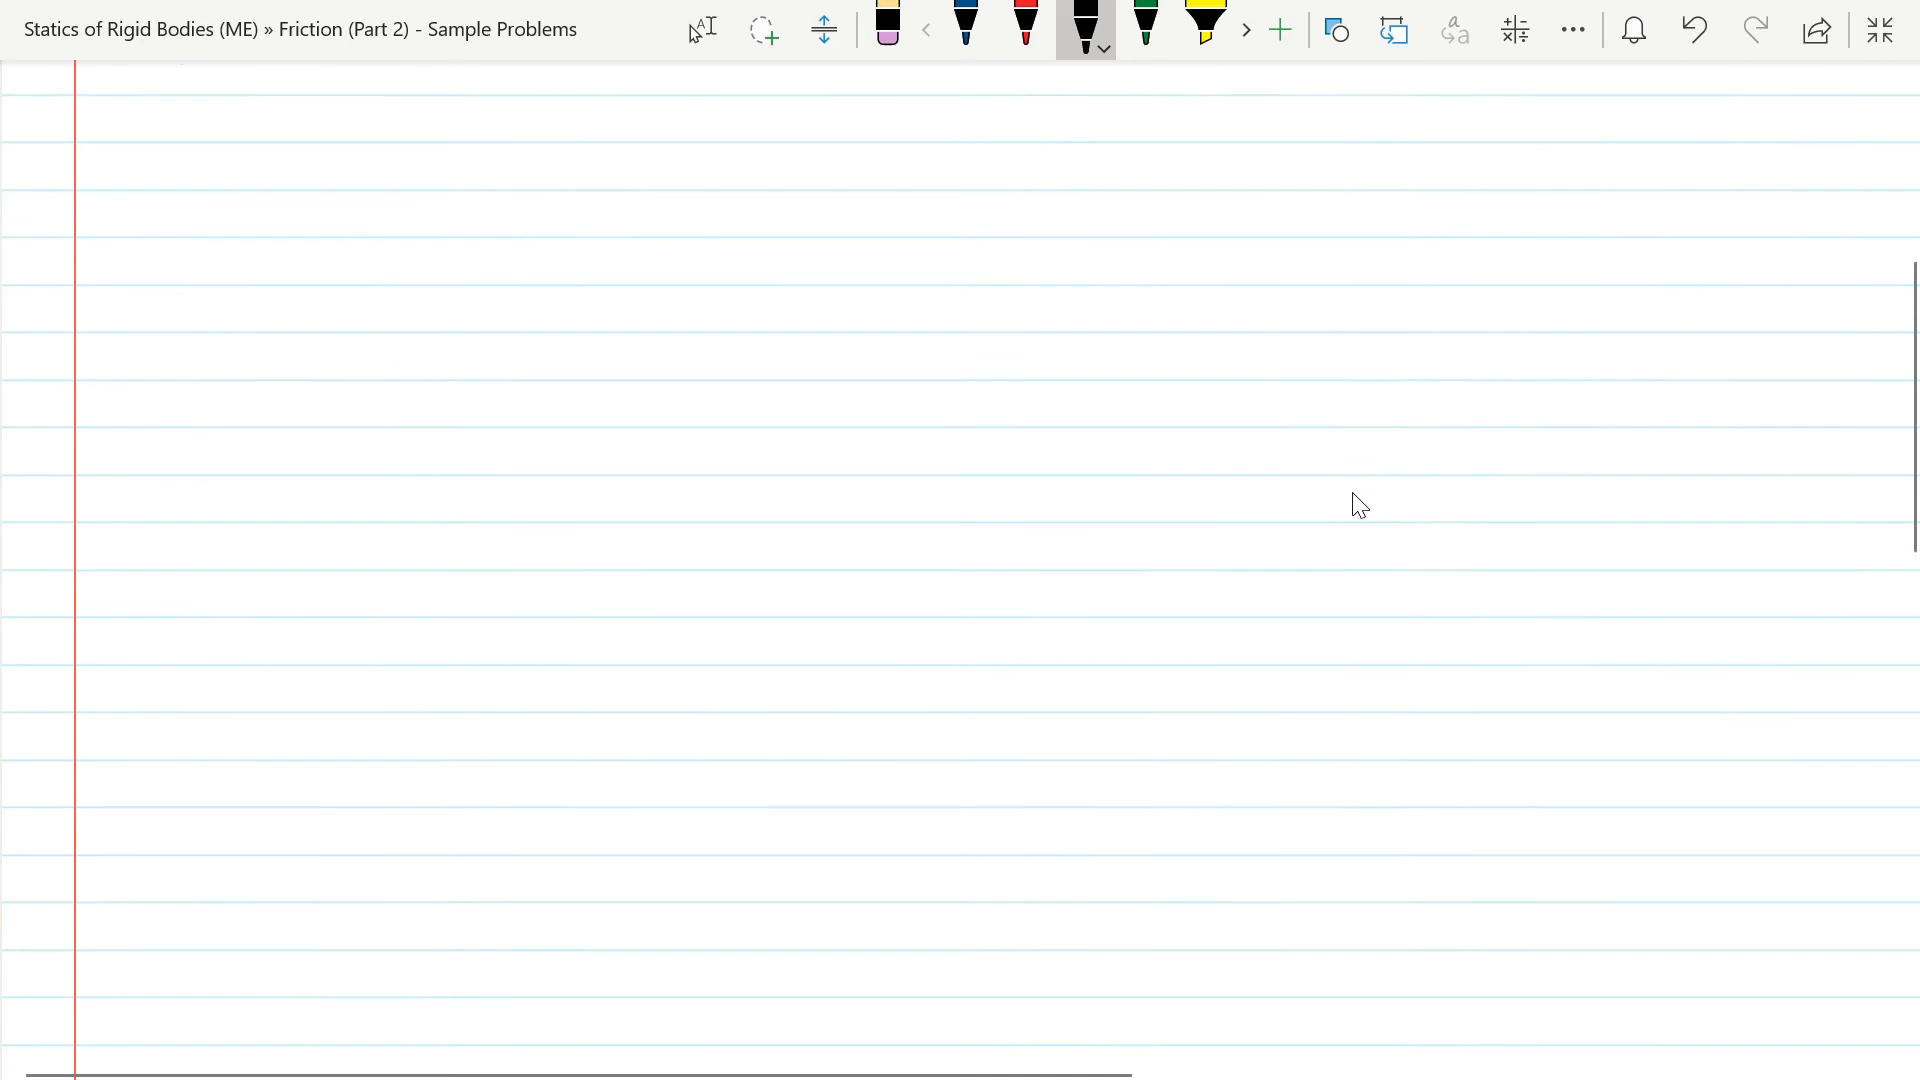 Statics of Rigid Bodies (ME) » Friction (Part 2) - Sample Problems